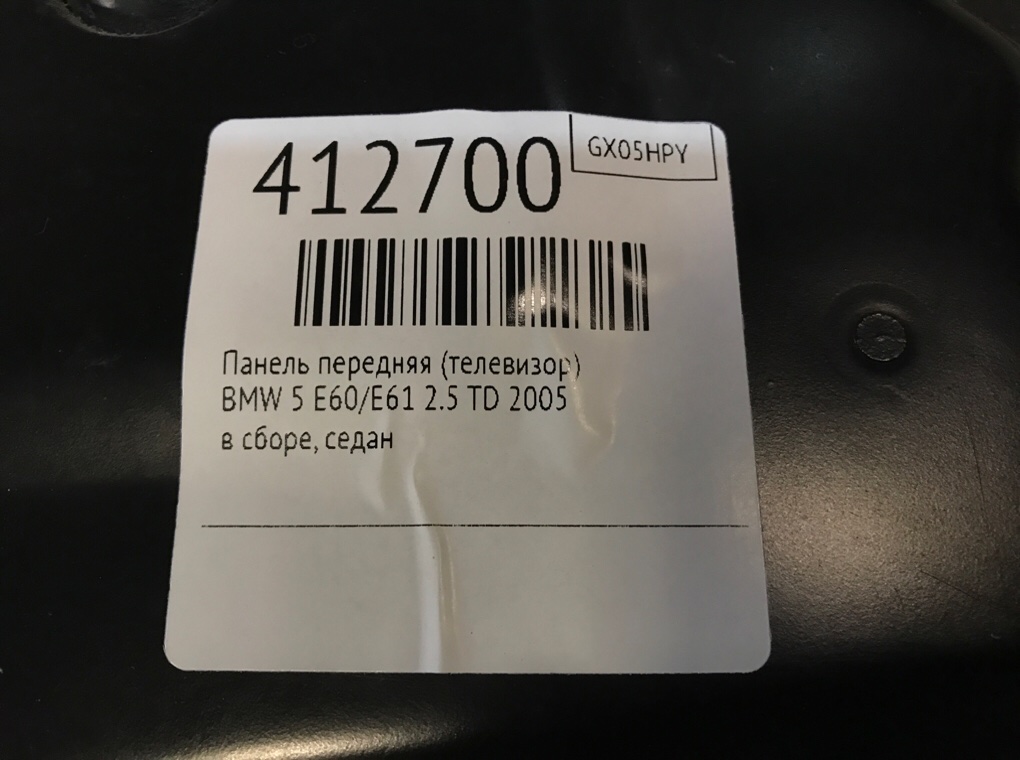 412700
GX05HPY
Панель передняя (телевизор)
BMW 5 E60/E61 2.5 TD 2005
в сборе, седан